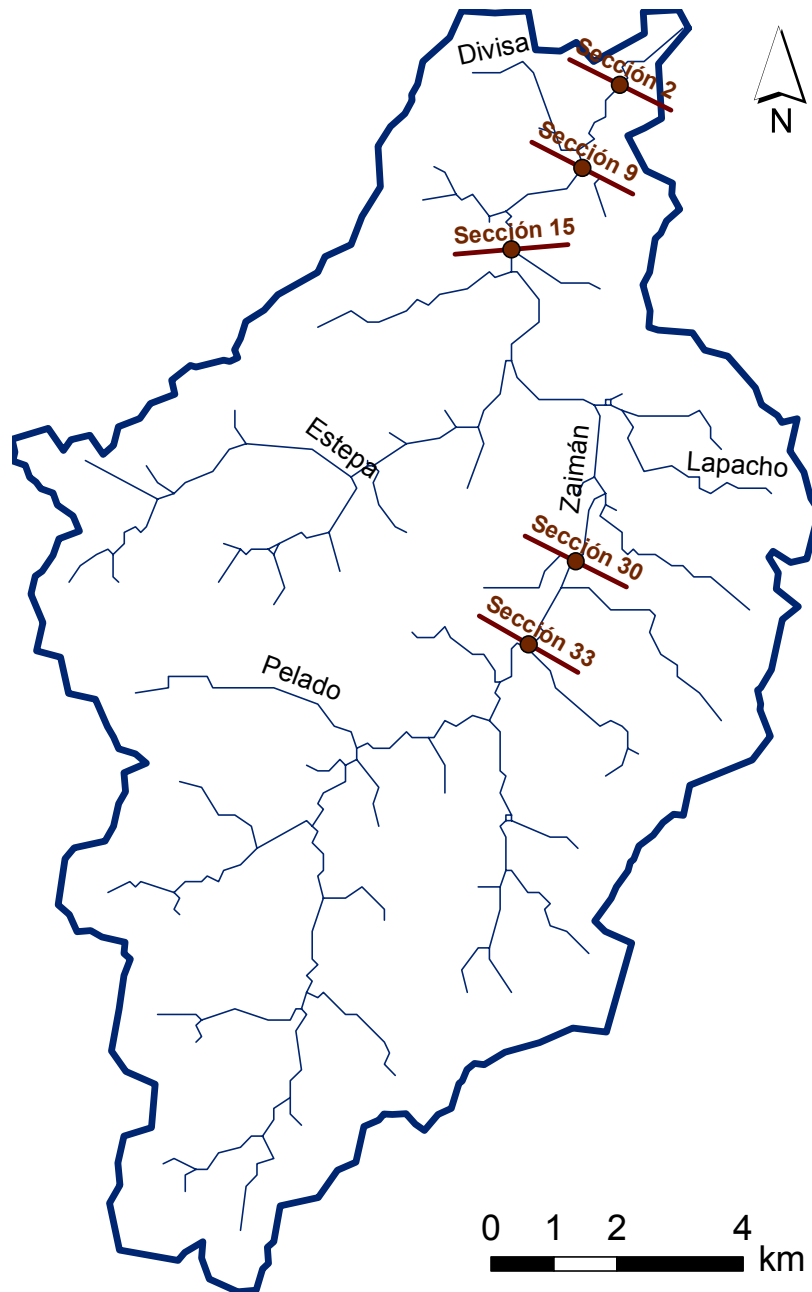 Divisa
Sección 2
N
Sección 9
Sección 15
Estepa
Zaimán
Lapacho
Sección 30
Sección 33
Pelado
0 1 2 4
km